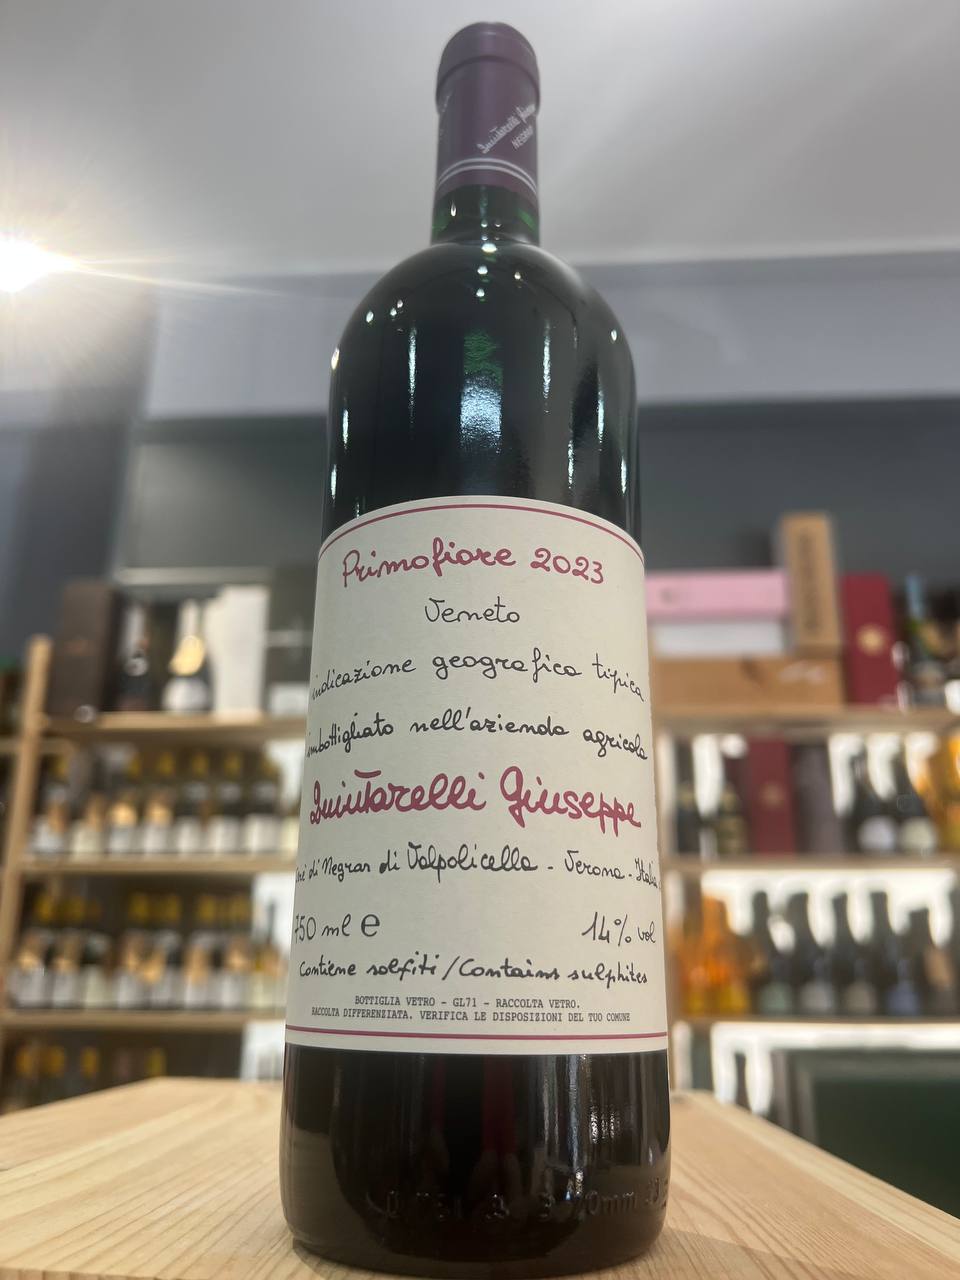 Quintarelli
NEGRAR
Primofiore 2023
Veneto
indicazione geografica tipica
imbottigliato nell'azienda agricola
Quintarelli Giuseppe
di Negrar di Valpolicella - Verona - Italia
750 ml e
14% vol
Contiene solfiti / Contains sulphites
BOTTIGLIA VETRO - GL71 - RACCOLTA VETRO.
RACCOLTA DIFFERENZIATA. VERIFICA LE DISPOSIZIONI DEL TUO COMUNE